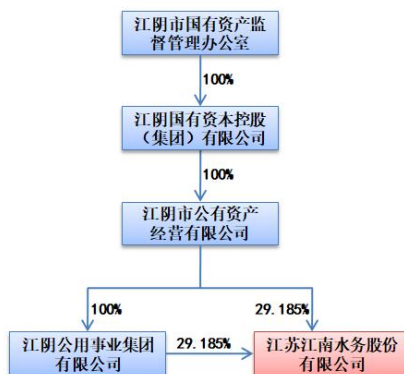 江阴市国有资产监
督管理办公室
100%
江阴国有资本控股
（集团）有限公司
100%
江阴市公有资产
经营有限公司
100%
29.185%
江阴公用事业集团
有限公司
29.185%
江苏江南水务股份
有限公司